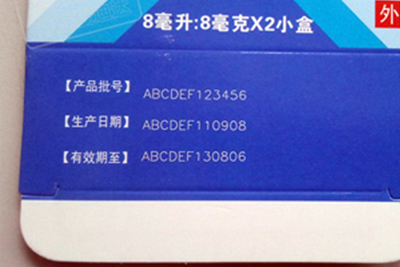 8毫升:8毫克X2小盒
外
【产品批号】 ABCDEF123456
【生产日期】 ABCDEF110908
【有效期至】 ABCDEF130806